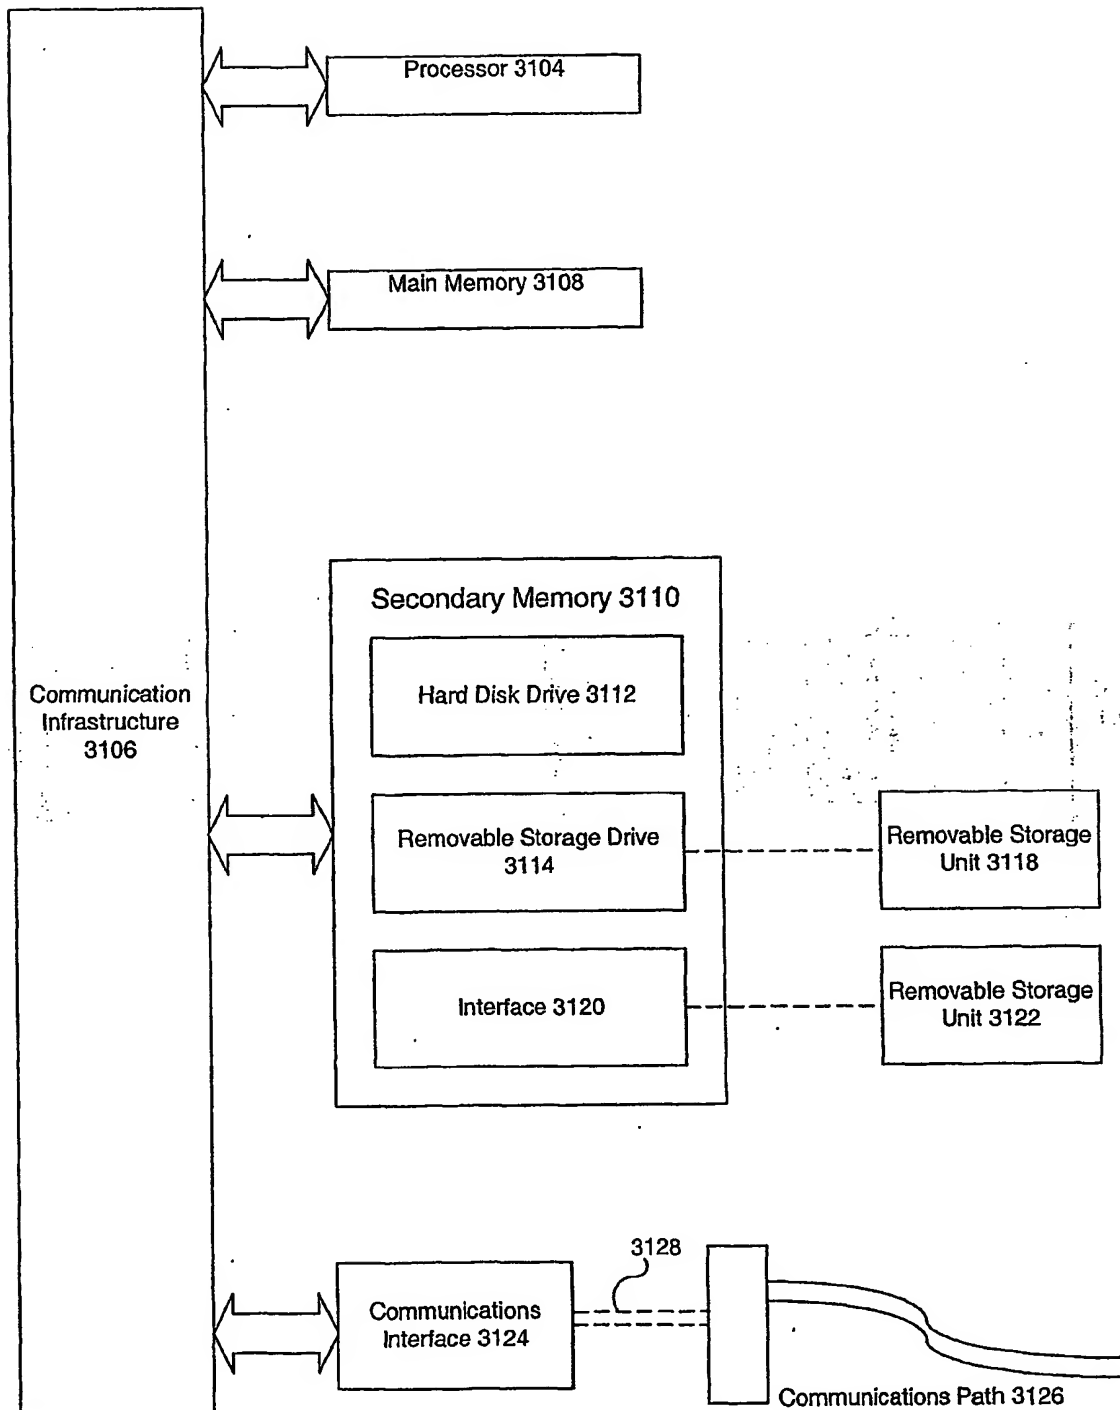 Processor 3104
Main Memory 3108
Secondary Memory 3110
Hard Disk Drive 3112
Communication
Infrastructure
3106
Removable Storage Drive
3114
Removable Storage
Unit 3118
Interface 3120
Removable Storage
Unit 3122
3128
Communications
Interface 3124
Communications Path 3126